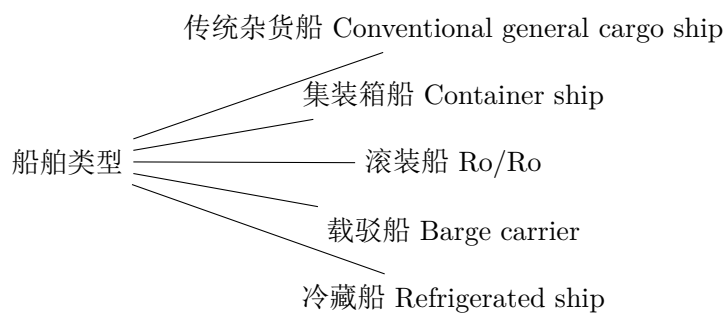 传统杂货船 Conventional general cargo ship
集装箱船 Container ship
船舶类型
滚装船 Ro/Ro
载驳船 Barge carrier
冷藏船 Refrigerated ship